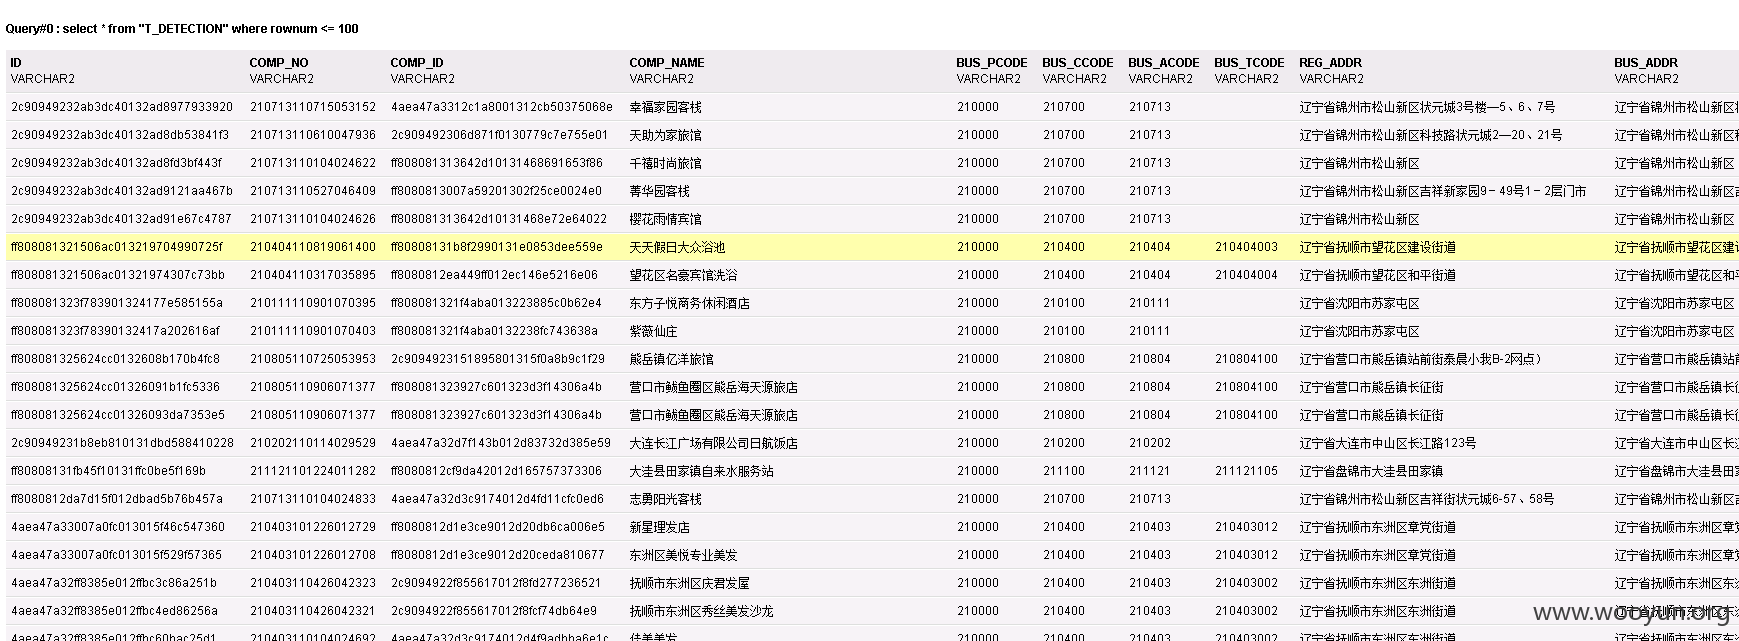 Query#0 : select * from "T_DETECTION" where rownum <= 100
ID COMP_NO COMP_ID COMP_NAME BUS_PCODE BUS_CCODE BUS_ACODE BUS_TCODE REG_ADDR BUS_ADDR
VARCHAR2 VARCHAR2 VARCHAR2 VARCHAR2 VARCHAR2 VARCHAR2 VARCHAR2 VARCHAR2 VARCHAR2 VARCHAR2
2c90949232ab3dc40132ad8977933920 210713110715053152 4aea47a3312c1a8001312cb50375068e 幸福家园客栈 210000 210700 210713 辽宁省锦州市松山新区状元城3号楼—5、6、7号 辽宁省锦州市松山新区
2c90949232ab3dc40132ad8db53841f3 210713110610047936 2c909492306d871f0130779c7e755e01 天助为家旅馆 210000 210700 210713 辽宁省锦州市松山新区科技路状元城2—20、21号 辽宁省锦州市松山新区
2c90949232ab3dc40132ad8fd3bf443f 210713110104024622 ff808081313642d10131468691653f86 千禧时尚旅馆 210000 210700 210713 辽宁省锦州市松山新区 辽宁省锦州市松山新区
2c90949232ab3dc40132ad9121aa467b 210713110527046409 ff8080813007a59201302f25ce0024e0 菁华园客栈 210000 210700 210713 辽宁省锦州市松山新区吉祥新家园9－49号1－2层门市 辽宁省锦州市松山新区
2c90949232ab3dc40132ad91e67c4787 210713110104024626 ff808081313642d10131468e72e64022 樱花雨情宾馆 210000 210700 210713 辽宁省锦州市松山新区 辽宁省锦州市松山新区
ff808081321506ac013219704990725f 210404110819061400 ff80808131b8f2990131e0853dee559e 天天假日大众浴池 210000 210400 210404 210404003 辽宁省抚顺市望花区建设街道 辽宁省抚顺市望花区建
ff808081321506ac01321974307c73bb 210404110317035895 ff8080812ea449ff012ec146e5216e06 望花区名豪宾馆洗浴 210000 210400 210404 210404004 辽宁省抚顺市望花区和平街道 辽宁省抚顺市望花区和
ff808081323f783901324177e585155a 210111110901070395 ff808081321f4aba013223885c0b62e4 东方子悦商务休闲酒店 210000 210100 210111 辽宁省沈阳市苏家屯区 辽宁省沈阳市苏家屯区
ff808081323f78390132417a202616af 210111110901070403 ff808081321f4aba0132238fc743638a 紫薇仙庄 210000 210100 210111 辽宁省沈阳市苏家屯区 辽宁省沈阳市苏家屯区
ff808081325624cc0132608b170b4fc8 210805110725053953 2c9094923151895801315f0a8b9c1f29 熊岳镇亿洋旅馆 210000 210800 210804 210804100 辽宁省营口市熊岳镇站前街泰晨小我B-2网点） 辽宁省营口市熊岳镇站
ff808081325624cc01326091b1fc5336 210805110906071377 ff808081323927c601323d3f14306a4b 营口市鲅鱼圈区熊岳海天源旅店 210000 210800 210804 210804100 辽宁省营口市熊岳镇长征街 辽宁省营口市熊岳镇长
ff808081325624cc01326093da7353e5 210805110906071377 ff808081323927c601323d3f14306a4b 营口市鲅鱼圈区熊岳海天源旅店 210000 210800 210804 210804100 辽宁省营口市熊岳镇长征街 辽宁省营口市熊岳镇长
2c90949231b8eb810131dbd588410228 210202110114029529 4aea47a32d7f143b012d83732d385e59 大连长江广场有限公司日航饭店 210000 210200 210202 辽宁省大连市中山区长江路123号 辽宁省大连市中山区长
ff80808131fb45f10131ffc0be5f169b 211121101224011282 ff8080812cf9da42012d165757373306 大洼县田家镇自来水服务站 210000 211100 211121 211121105 辽宁省盘锦市大洼县田家镇 辽宁省盘锦市大洼县田
ff8080812da7d15f012dbad5b76b457a 210713110104024833 4aea47a32d3c9174012d4fd11cfc0ed6 志勇阳光客栈 210000 210700 210713 辽宁省锦州市松山新区吉祥街状元城6-57、58号 辽宁省锦州市松山新区
4aea47a33007a0fc013015f46c547360 210403101226012729 ff8080812d1e3ce9012d20db6ca006e5 新星理发店 210000 210400 210403 210403012 辽宁省抚顺市东洲区章党街道 辽宁省抚顺市东洲区章
4aea47a33007a0fc013015f529f57365 210403101226012708 ff8080812d1e3ce9012d20ceda810677 东洲区美悦专业美发 210000 210400 210403 210403012 辽宁省抚顺市东洲区章党街道 辽宁省抚顺市东洲区章
4aea47a32ff8385e012ffbc3c86a251b 210403110426042323 2c9094922f855617012f8fd277236521 抚顺市东洲区庆君发屋 210000 210400 210403 210403002 辽宁省抚顺市东洲区东洲街道 辽宁省抚顺市东洲区东
4aea47a32ff8385e012ffbc4ed86256a 210403110426042321 2c9094922f855617012f8fcf74db64e9 抚顺市东洲区秀丝美发沙龙 210000 210400 210403 210403002 辽宁省抚顺市东洲区东洲街道
4aea47a32ff8385e012ffbc60bac25d1 210403110104024692 4aea47a32d3c9174012d4f9adbba6e1c 佳美美发 210000 210400 210403 210403002 辽宁省抚顺市东洲区东洲街道 辽宁省抚顺市东洲区东
www.wooyun.org